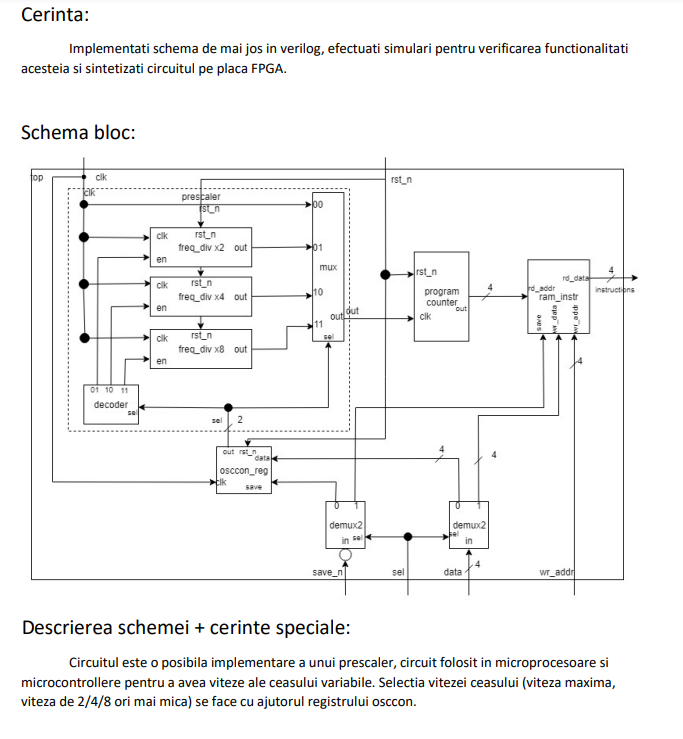 Cerinta:
Implementati schema de mai jos in verilog, efectuati simulari pentru verificarea functionalitati
acesteia si sintetizati circuitul pe placa FPGA.
Schema bloc:
top
clk
rst_n
clk
prescaler
rst_n
00
clk
rst_n
freq_div x2 out
en
01
mux
clk
rst_n
freq_div x4 out
en
10
clk
rst_n
freq_div x8 out
en
11
out
out
sel
rst_n
program
counter
out
clk
4
rd_data
4
instructions
rd_addr
ram_instr
save
wr_data
wr_addr
01 10 11
decoder
sel
sel
2
out rst_n
data
osccon_reg
clk
save
4
4
4
0 1
demux2
in sel
0 1
demux2
sel
in
save_n
sel
data
4
wr_addr
Descrierea schemei + cerinte speciale:
Circuitul este o posibila implementare a unui prescaler, circuit folosit in microprocesoare si
microcontrollere pentru a avea viteze ale ceasului variabile. Selectia vitezei ceasului (viteza maxima,
viteza de 2/4/8 ori mai mica) se face cu ajutorul registrului osccon.